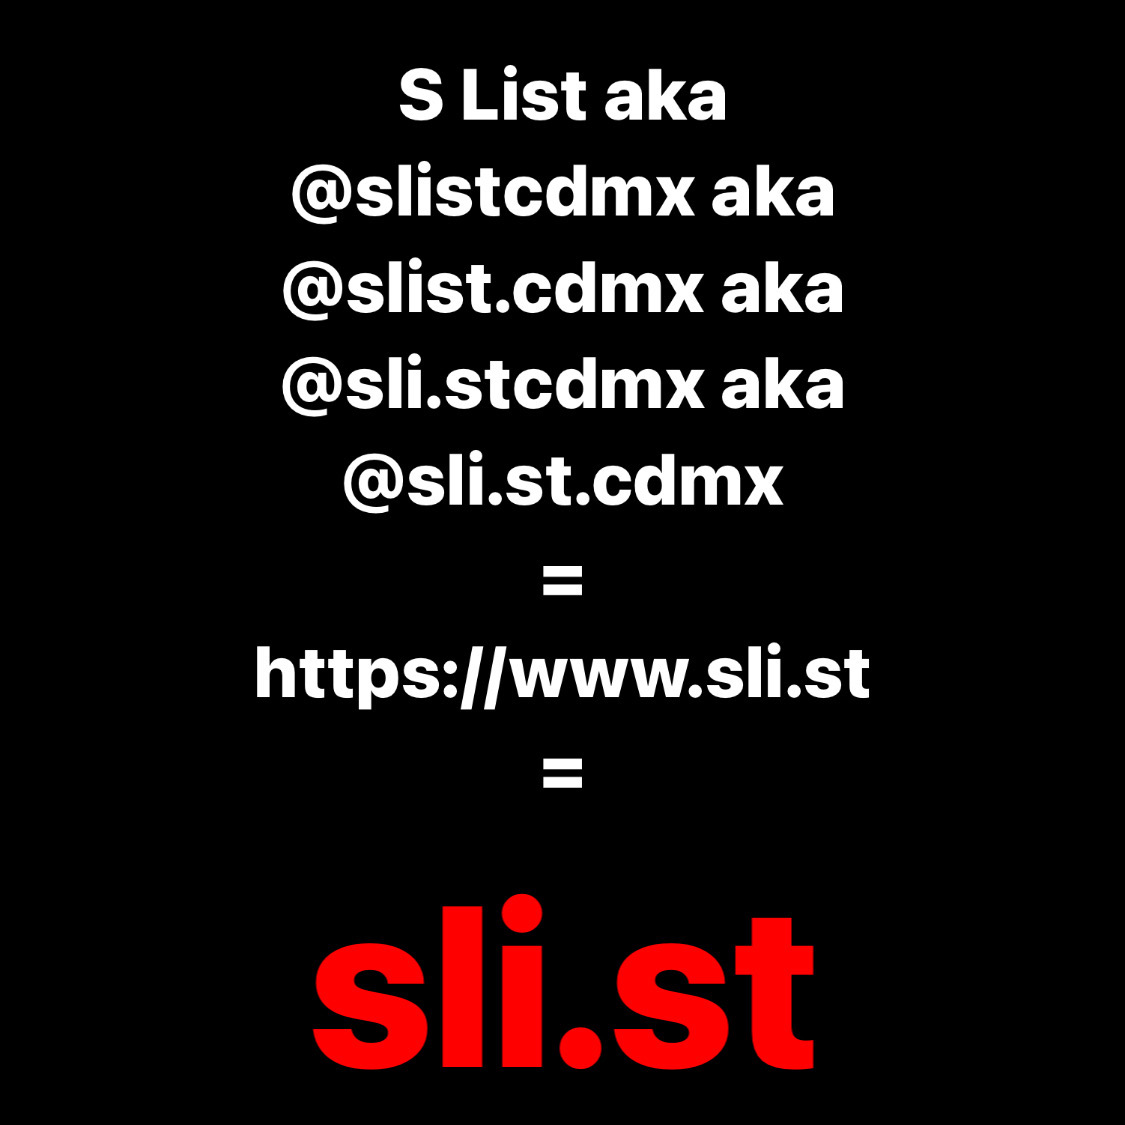 S List aka
@slistcdmx aka
@slist.cdmx aka
@sli.stcdmx aka
@sli.st.cdmx
=
https://www.sli.st
=
sli.st